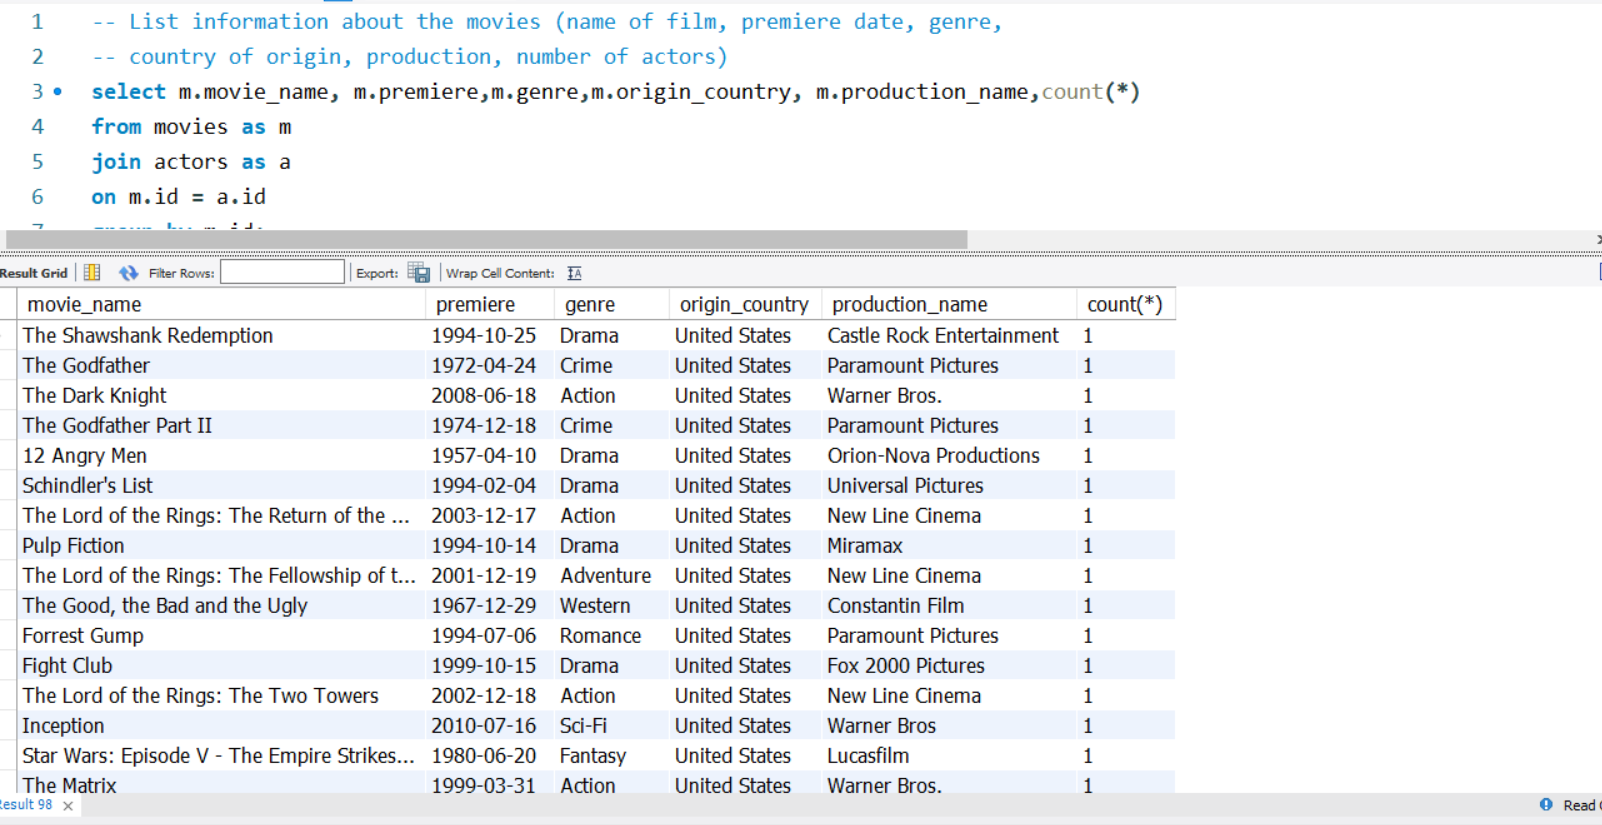 1 -- List information about the movies (name of film, premiere date, genre,
2 -- country of origin, production, number of actors)
3 select m.movie_name, m.premiere,m.genre,m.origin_country, m.production_name,count(*)
4 from movies as m
5 join actors as a
6 on m.id = a.id
7 group by m.id;
Result Grid Filter Rows: Export: Wrap Cell Content:
movie_name premiere genre origin_country production_name count(*)
The Shawshank Redemption 1994-10-25 Drama United States Castle Rock Entertainment 1
The Godfather 1972-04-24 Crime United States Paramount Pictures 1
The Dark Knight 2008-06-18 Action United States Warner Bros. 1
The Godfather Part II 1974-12-18 Crime United States Paramount Pictures 1
12 Angry Men 1957-04-10 Drama United States Orion-Nova Productions 1
Schindler's List 1994-02-04 Drama United States Universal Pictures 1
The Lord of the Rings: The Return of the ... 2003-12-17 Action United States New Line Cinema 1
Pulp Fiction 1994-10-14 Drama United States Miramax 1
The Lord of the Rings: The Fellowship of t... 2001-12-19 Adventure United States New Line Cinema 1
The Good, the Bad and the Ugly 1967-12-29 Western United States Constantin Film 1
Forrest Gump 1994-07-06 Romance United States Paramount Pictures 1
Fight Club 1999-10-15 Drama United States Fox 2000 Pictures 1
The Lord of the Rings: The Two Towers 2002-12-18 Action United States New Line Cinema 1
Inception 2010-07-16 Sci-Fi United States Warner Bros 1
Star Wars: Episode V - The Empire Strikes... 1980-06-20 Fantasy United States Lucasfilm 1
The Matrix 1999-03-31 Action United States Warner Bros. 1
Result 98 Read